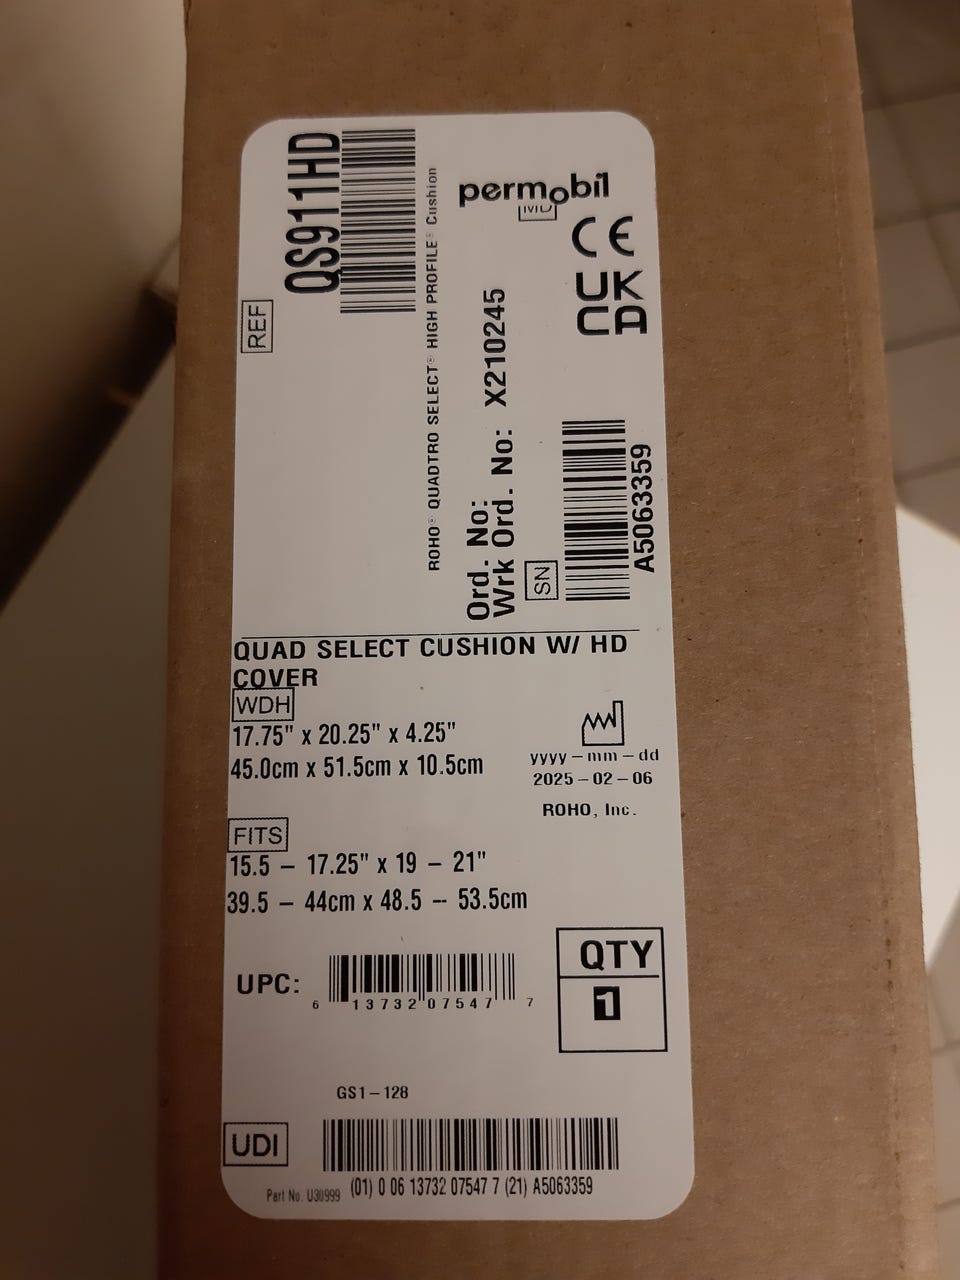 REF
QS911HD
ROHO® QUADTRO SELECT® HIGH PROFILE® Cushion
permobil
MD
CE
UK
CA
Ord. No:
Wrk Ord. No: X210245
SN
A5063359
QUAD SELECT CUSHION W/ HD
COVER
WDH
17.75" x 20.25" x 4.25"
45.0cm x 51.5cm x 10.5cm
yyyy-mm-dd
2025-02-06
ROHO, Inc.
FITS
15.5 - 17.25" x 19 - 21"
39.5 - 44cm x 48.5 -- 53.5cm
UPC:
6 13732 07547 7
QTY
1
GS1-128
UDI
(01) 0 06 13732 07547 7 (21) A5063359
Part No. U30999